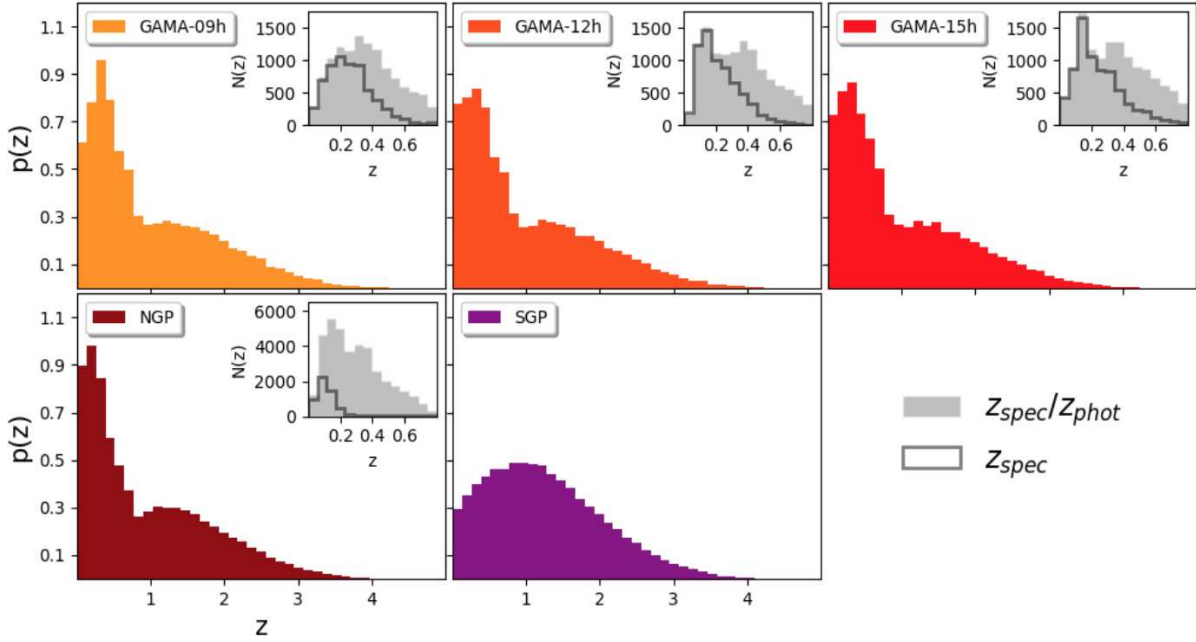 GAMA-09h
p(z)
1.1
0.9
0.7
0.5
0.3
0.1
N(z)
1500
1000
500
0
0.2 0.4 0.6
z
GAMA-12h
N(z)
1500
1000
500
0
0.2 0.4 0.6
z
GAMA-15h
N(z)
1500
1000
500
0
0.2 0.4 0.6
z
NGP
p(z)
1.1
0.9
0.7
0.5
0.3
0.1
1 2 3 4
z
N(z)
6000
4000
2000
0
0.2 0.4 0.6
z
SGP
1 2 3 4
z_spec/z_phot
z_spec